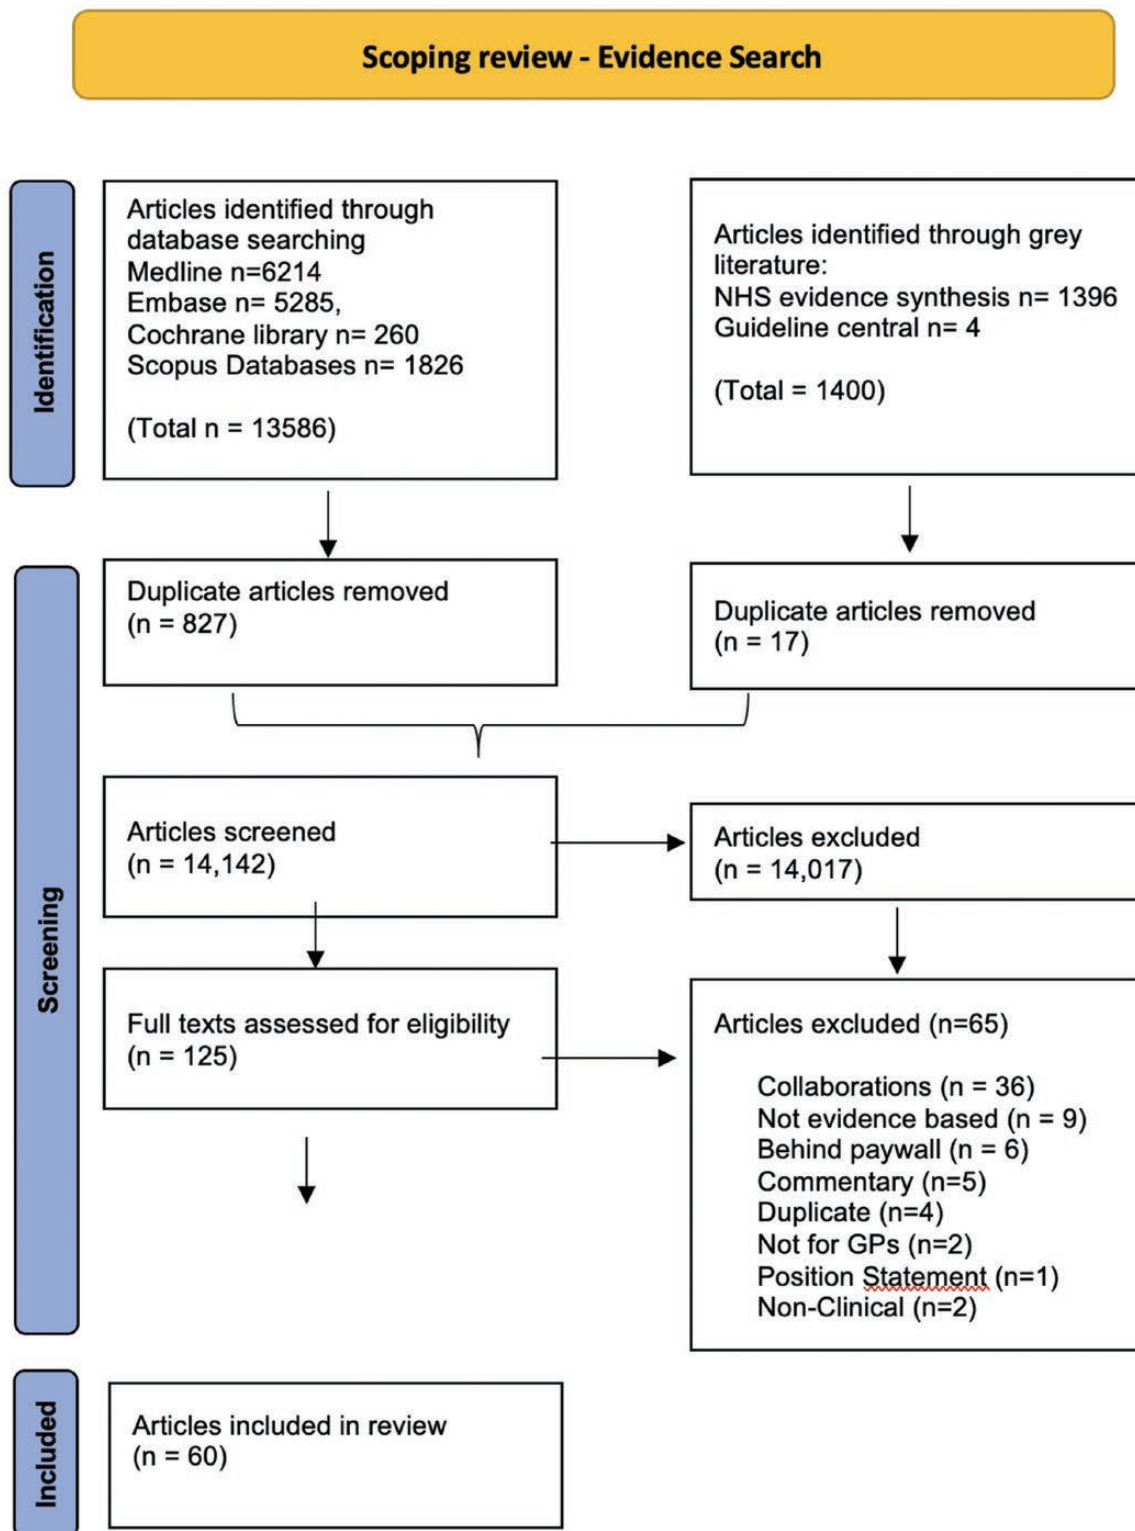 Scoping review - Evidence Search
Identification
Articles identified through
database searching
Medline n=6214
Embase n= 5285,
Cochrane library n= 260
Scopus Databases n= 1826
(Total n = 13586)
Articles identified through grey
literature:
NHS evidence synthesis n= 1396
Guideline central n= 4
(Total = 1400)
Screening
Duplicate articles removed
(n = 827)
Duplicate articles removed
(n = 17)
Articles screened
(n = 14,142)
Articles excluded
(n = 14,017)
Full texts assessed for eligibility
(n = 125)
Articles excluded (n=65)
Collaborations (n = 36)
Not evidence based (n = 9)
Behind paywall (n = 6)
Commentary (n=5)
Duplicate (n=4)
Not for GPs (n=2)
Position Statement (n=1)
Non-Clinical (n=2)
Included
Articles included in review
(n = 60)